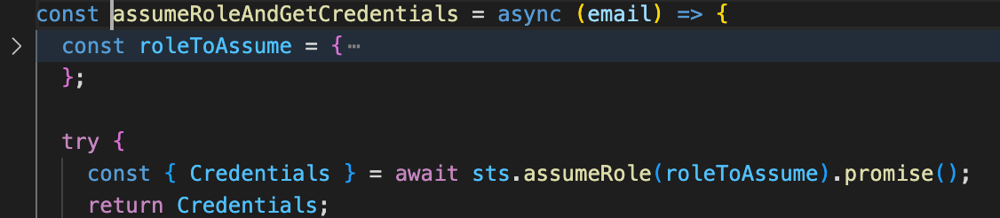 const assumeRoleAndGetCredentials = async (email) => {
const roleToAssume = {⋯
};
try {
const { Credentials } = await sts.assumeRole(roleToAssume).promise();
return Credentials;